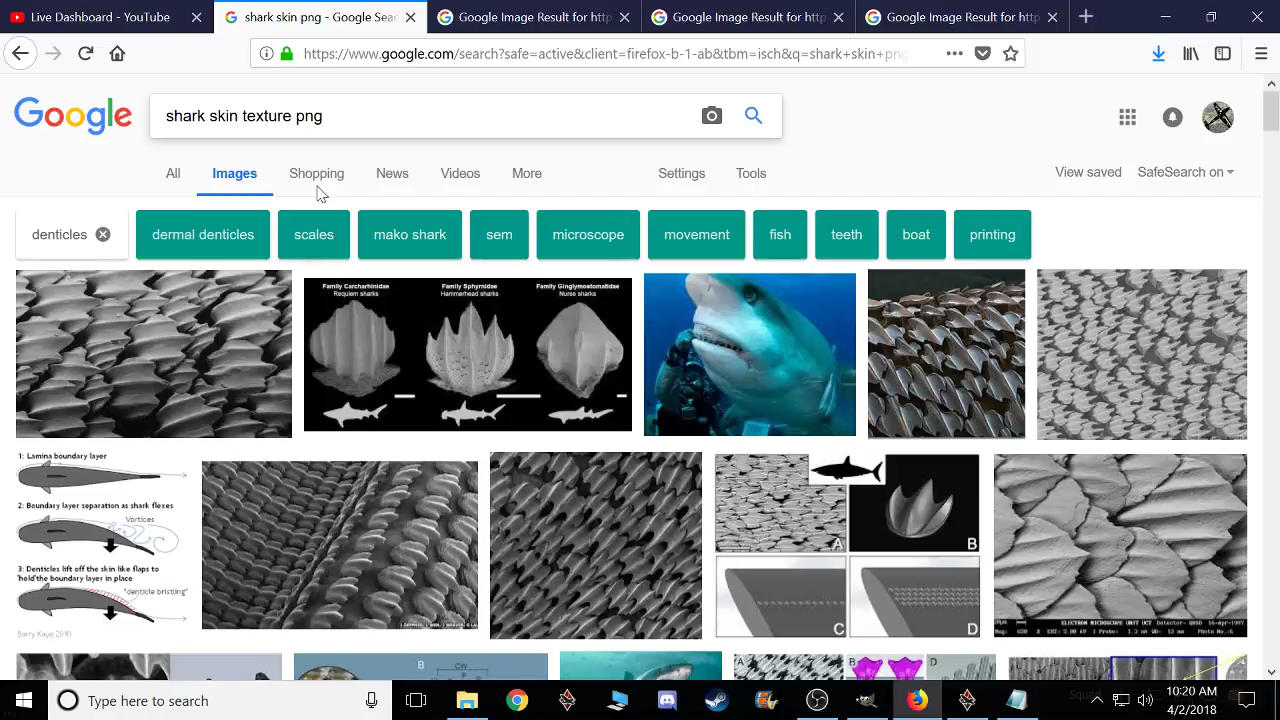 Live Dashboard - YouTube
shark skin png - Google Sear
Google Image Result for http
Google Image Result for http
Google Image Result for http
https://www.google.com/search?safe=active&client=firefox-b-1-ab&tbm=isch&q=shark+skin+png
Google
shark skin texture png
All
Images
Shopping
News
Videos
More
Settings
Tools
View saved
SafeSearch on
denticles
dermal denticles
scales
mako shark
sem
microscope
movement
fish
teeth
boat
printing
Family Carcharhinidae
Requiem sharks
Family Sphyrnidae
Hammerhead sharks
Family Ginglymostomatidae
Nurse sharks
1: Lamina boundary layer
2: Boundary layer separation as shark flexes
Vortices
3: Denticles lift off the skin like flaps to
'hold'the boundary layer in place
"denticle bristling"
Barry Kaye 2010
A
B
C
D
ELECTRON MICROSCOPE UNIT UCT
B
CW
A
B
D
Type here to search
Squad
10:20 AM
4/2/2018